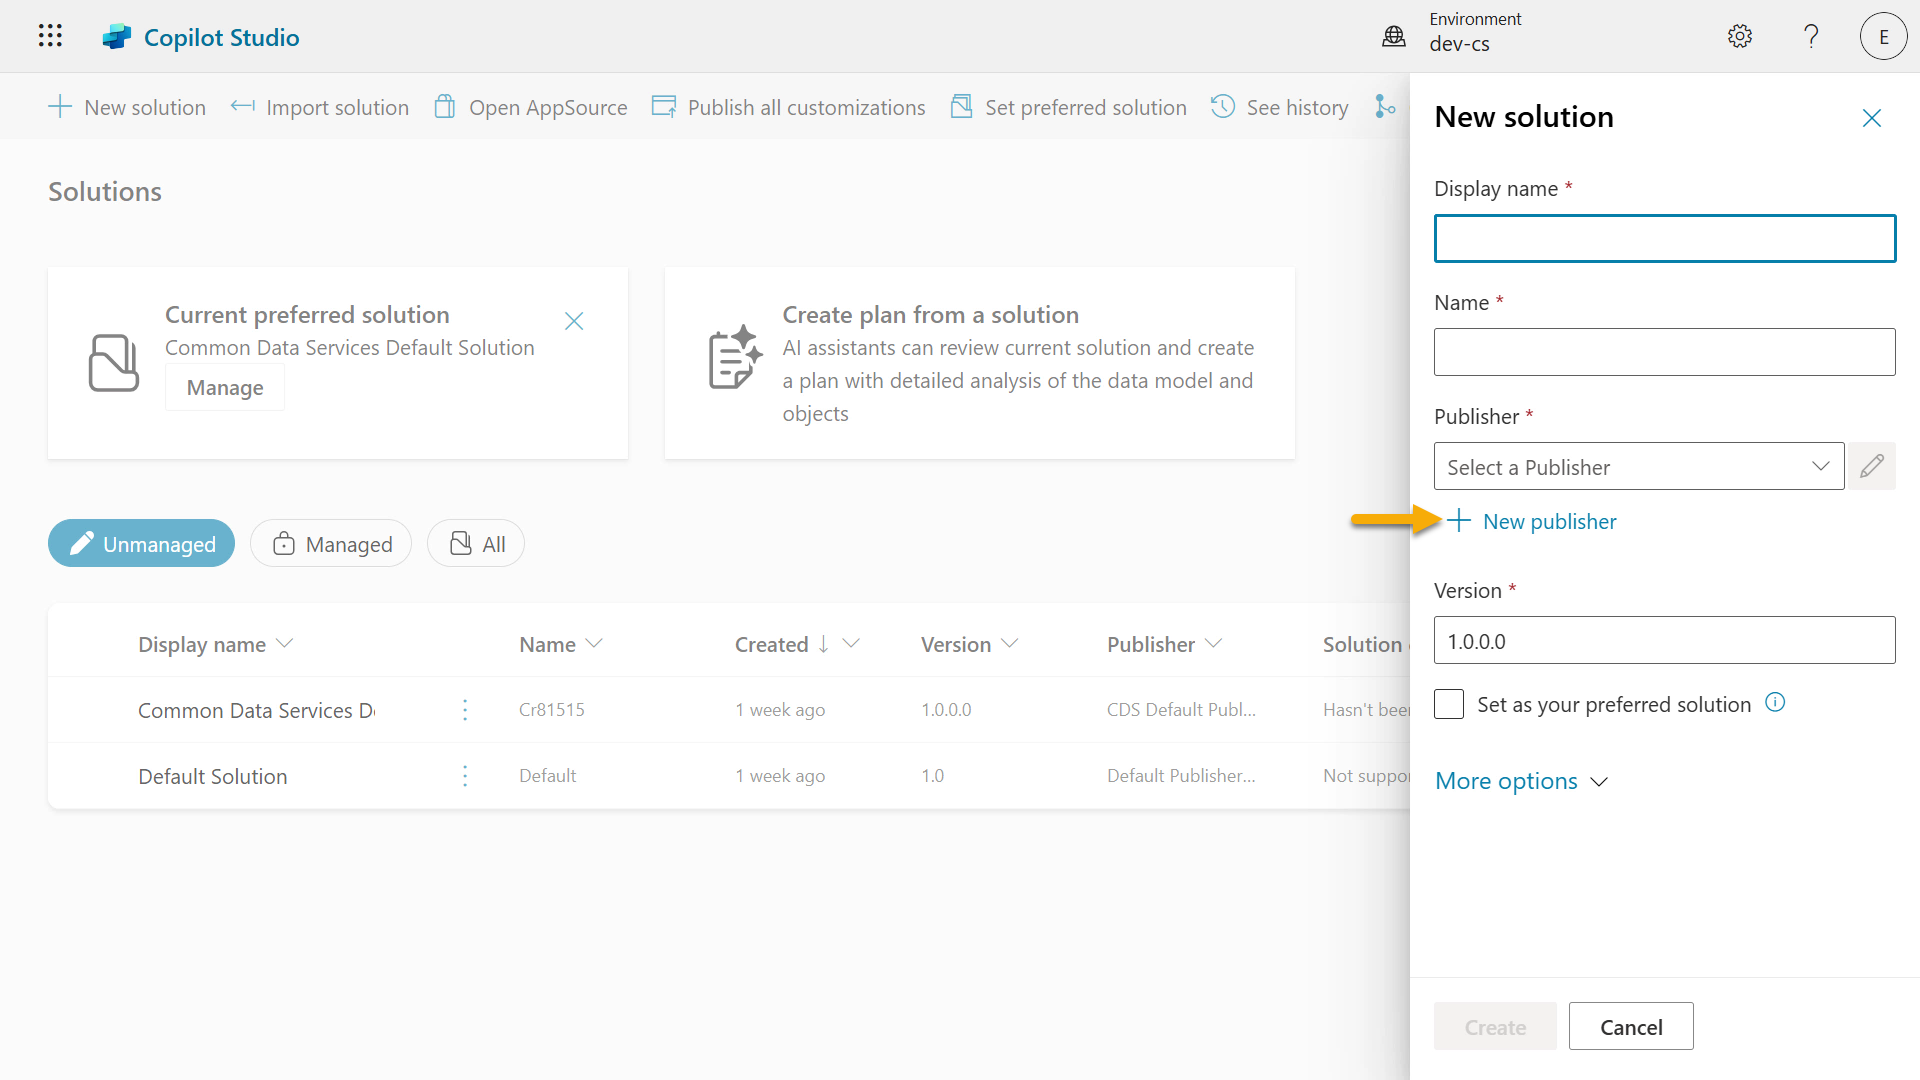 Copilot Studio
Environment
dev-cs
E
New solution
Import solution
Open AppSource
Publish all customizations
Set preferred solution
See history
Solutions
Current preferred solution
Common Data Services Default Solution
Manage
Create plan from a solution
AI assistants can review current solution and create
a plan with detailed analysis of the data model and
objects
Unmanaged
Managed
All
Display name
Name
Created
Version
Publisher
Solution
Common Data Services De
Cr81515
1 week ago
1.0.0.0
CDS Default Publ...
Hasn't been
Default Solution
Default
1 week ago
1.0
Default Publisher...
Not suppo
New solution
Display name *
Name *
Publisher *
Select a Publisher
New publisher
Version *
1.0.0.0
Set as your preferred solution
More options
Create
Cancel